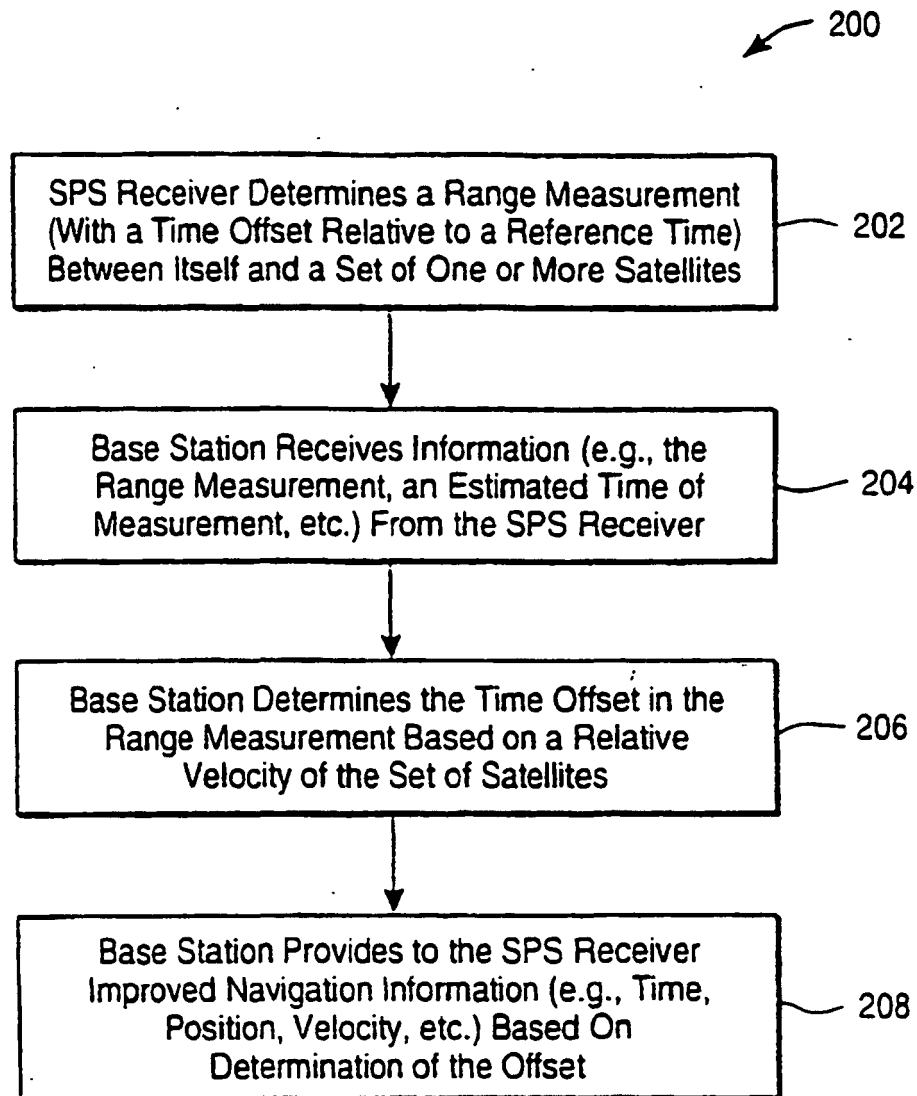 200
SPS Receiver Determines a Range Measurement
(With a Time Offset Relative to a Reference Time)
Between Itself and a Set of One or More Satellites
202
Base Station Receives Information (e.g., the
Range Measurement, an Estimated Time of
Measurement, etc.) From the SPS Receiver
204
Base Station Determines the Time Offset in the
Range Measurement Based on a Relative
Velocity of the Set of Satellites
206
Base Station Provides to the SPS Receiver
Improved Navigation Information (e.g., Time,
Position, Velocity, etc.) Based On
Determination of the Offset
208